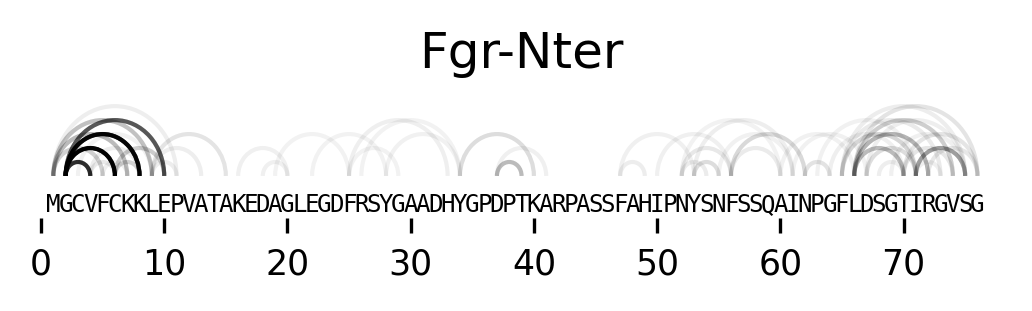 Fgr-Nter
MGCVFCKKLEPVATAKEDAGLEGDFRSYGAADHYGPDPTKARPASSFAHIPNYSNFSSQAINPGFLDSGTIRGVSG
0 10 20 30 40 50 60 70